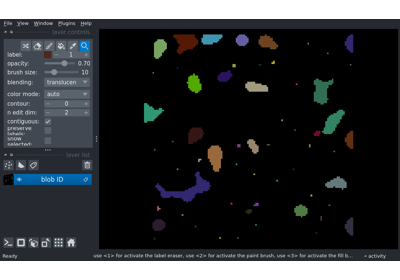 File View Window Plugins Help
layer controls
label: 1
opacity: 0.70
brush size: 10
blending: translucen
color mode: auto
contour: 0
n edit dim: 2
contiguous: ✓
preserve
labels:
show
selected:
layer list
blob ID
Ready
use <1> for activate the label eraser, use <2> for activate the paint brush, use <3> for activate the fill b...
activity